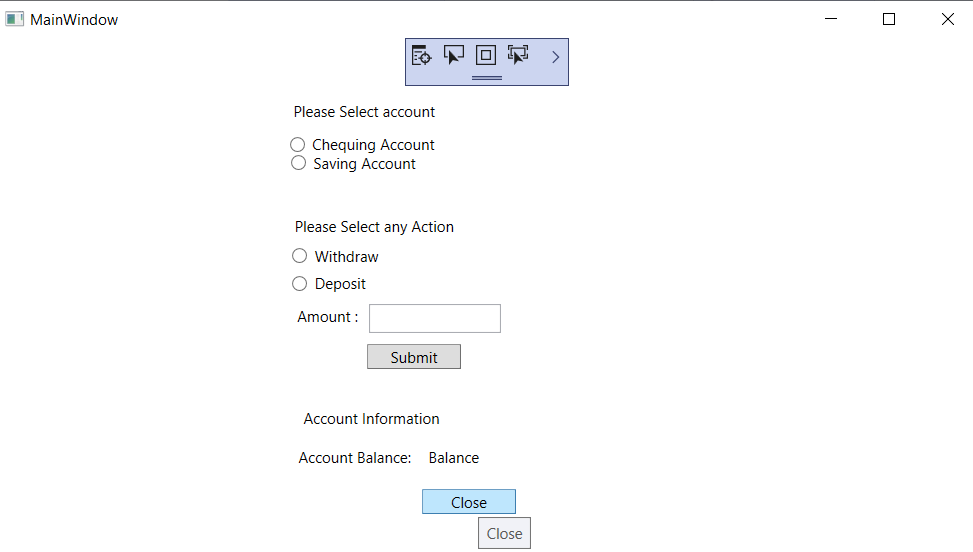 MainWindow
Please Select account
Chequing Account
Saving Account
Please Select any Action
Withdraw
Deposit
Amount :
Submit
Account Information
Account Balance: Balance
Close
Close